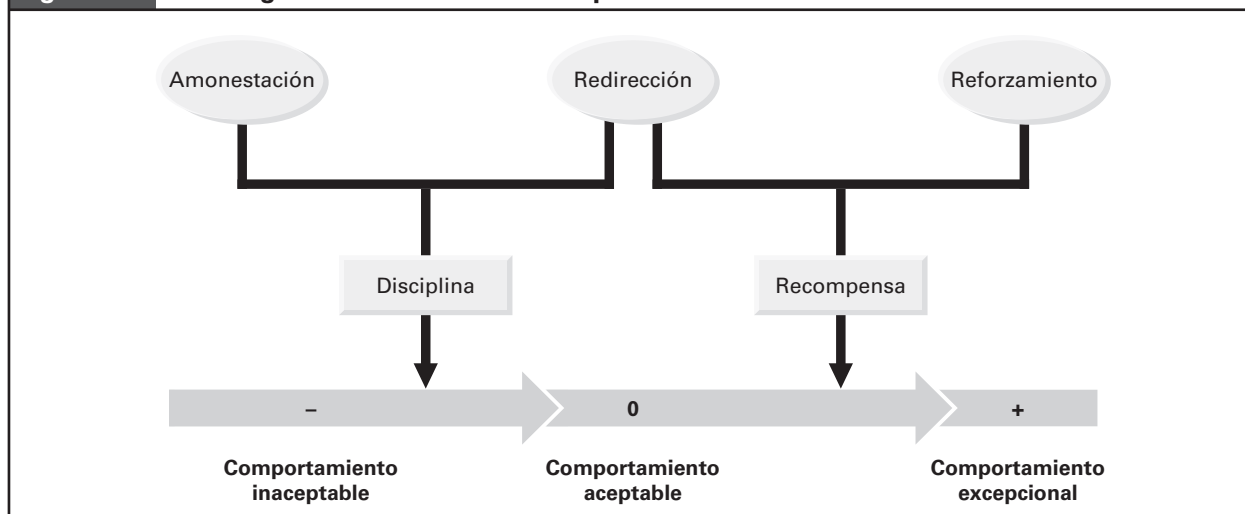 Amonestación
Redirección
Reforzamiento
Disciplina
Recompensa
–
0
+
Comportamiento
inaceptable
Comportamiento
aceptable
Comportamiento
excepcional